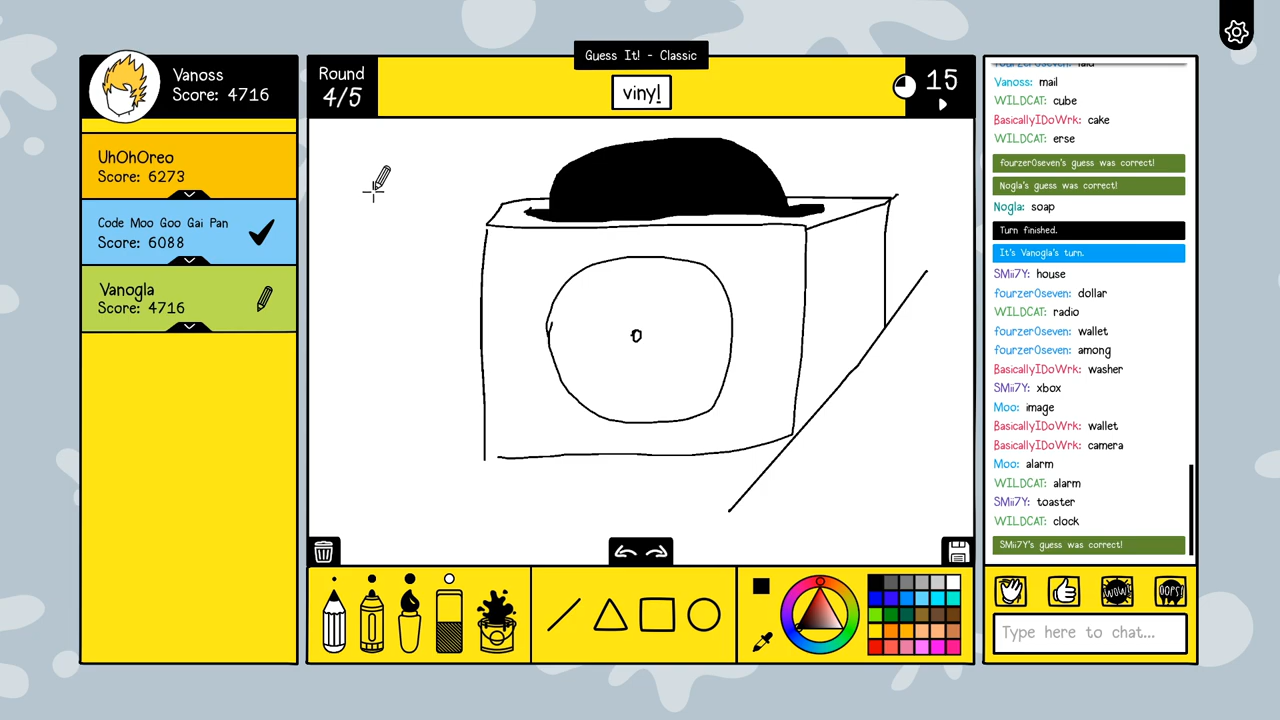 Guess It! - Classic
Vanoss
Score: 4716
Round
4/5
vinyl
15
UhOhOreo
Score: 6273
Code Moo Goo Gai Pan
Score: 6088
Vanogla
Score: 4716
Vanoss: mail
WILDCAT: cube
BasicallyIDoWrk: cake
WILDCAT: erse
fourzer0seven's guess was correct!
Nogla's guess was correct!
Nogla: soap
Turn finished.
It's Vanogla's turn.
SMii7Y: house
fourzer0seven: dollar
WILDCAT: radio
fourzer0seven: wallet
fourzer0seven: among
BasicallyIDoWrk: washer
SMii7Y: xbox
Moo: image
BasicallyIDoWrk: wallet
BasicallyIDoWrk: camera
Moo: alarm
WILDCAT: alarm
SMii7Y: toaster
WILDCAT: clock
SMii7Y's guess was correct!
WOW!
OOPS!
Type here to chat...